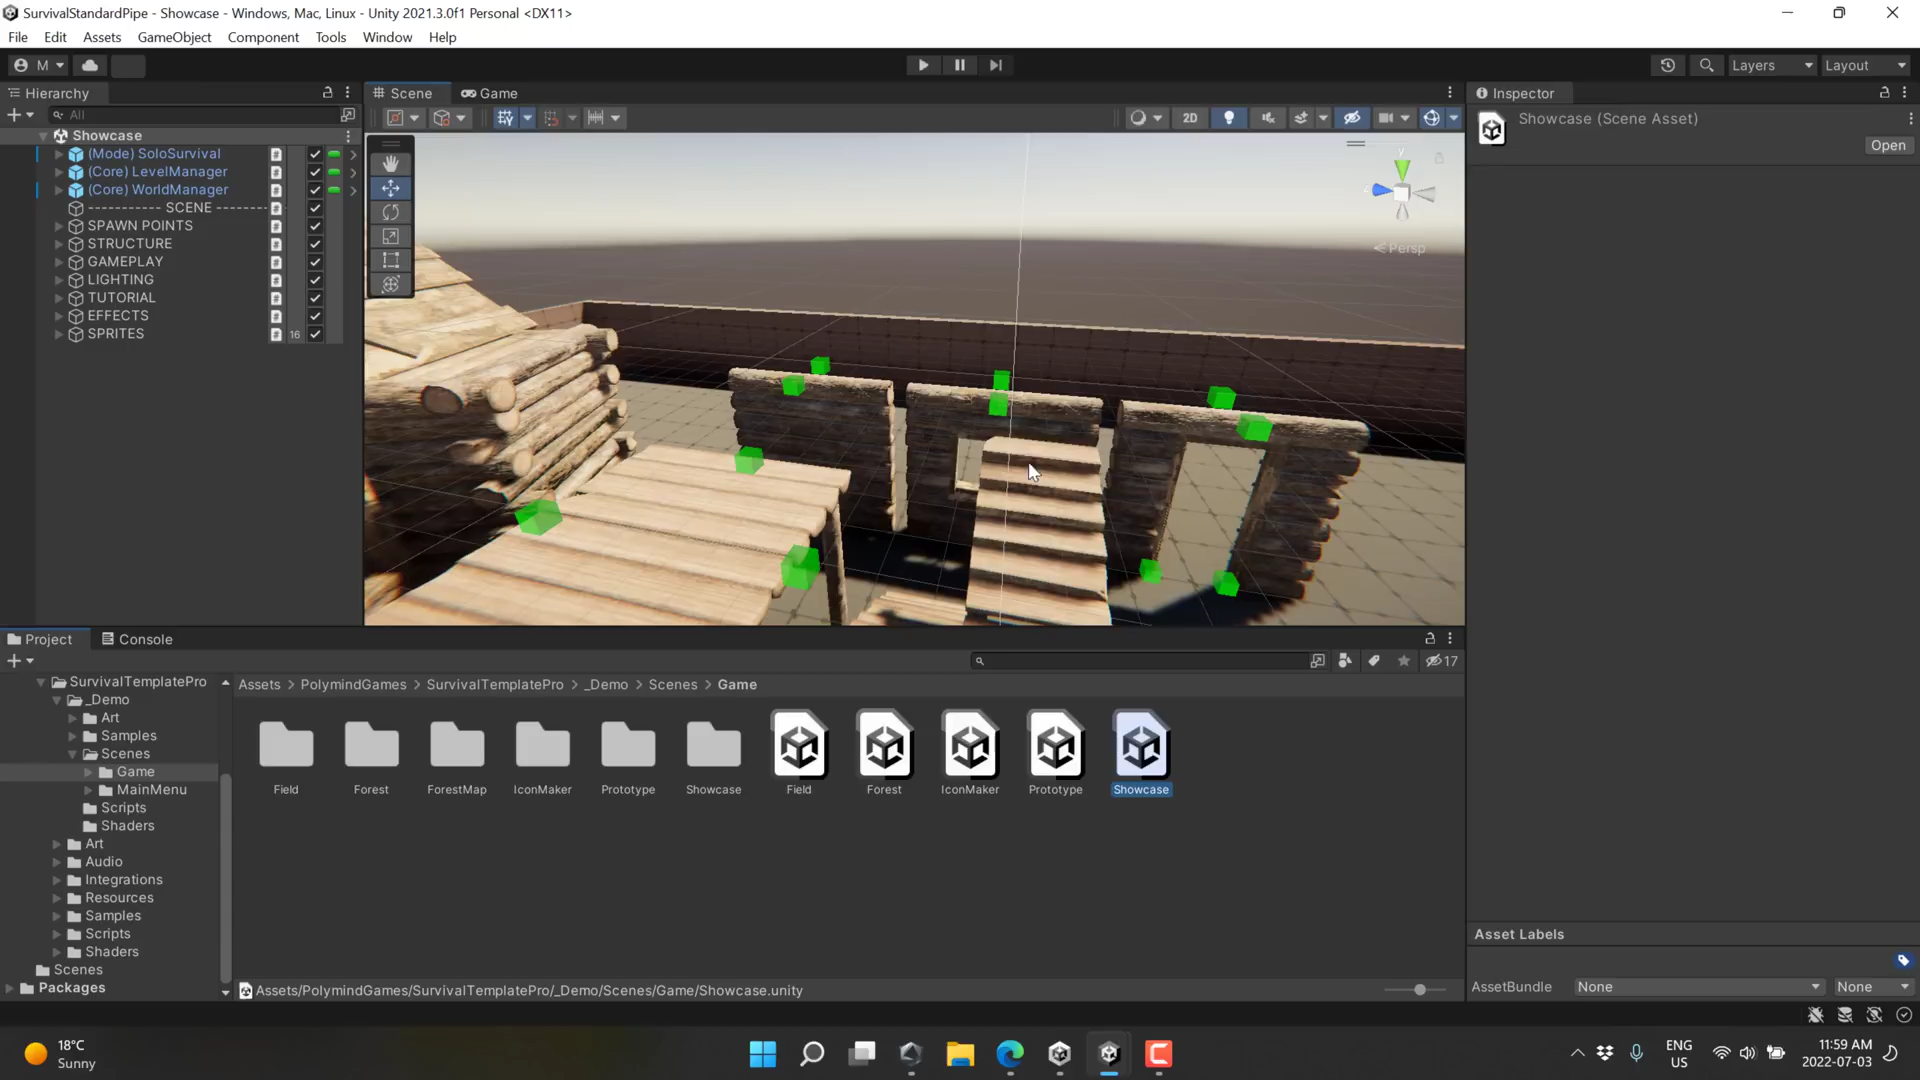 SurvivalStandardPipe - Showcase - Windows, Mac, Linux - Unity 2021.3.0f1 Personal <DX11>
File Edit Assets GameObject Component Tools Window Help
M Layers Layout
Hierarchy
All
Showcase
(Mode) SoloSurvival
(Core) LevelManager
(Core) WorldManager
----------- SCENE -------
SPAWN POINTS
STRUCTURE
GAMEPLAY
LIGHTING
TUTORIAL
EFFECTS
SPRITES 16
Scene Game
2D
y
Persp
Inspector
Showcase (Scene Asset)
Open
Project Console
17
SurvivalTemplatePro
_Demo
Art
Samples
Scenes
Game
MainMenu
Scripts
Shaders
Art
Audio
Integrations
Resources
Samples
Scripts
Shaders
Scenes
Packages
Assets > PolymindGames > SurvivalTemplatePro > _Demo > Scenes > Game
Field Forest ForestMap IconMaker Prototype Showcase Field Forest IconMaker Prototype Showcase
Assets/PolymindGames/SurvivalTemplatePro/_Demo/Scenes/Game/Showcase.unity
Asset Labels
AssetBundle None None
18°C
Sunny
ENG
US
11:59 AM
2022-07-03